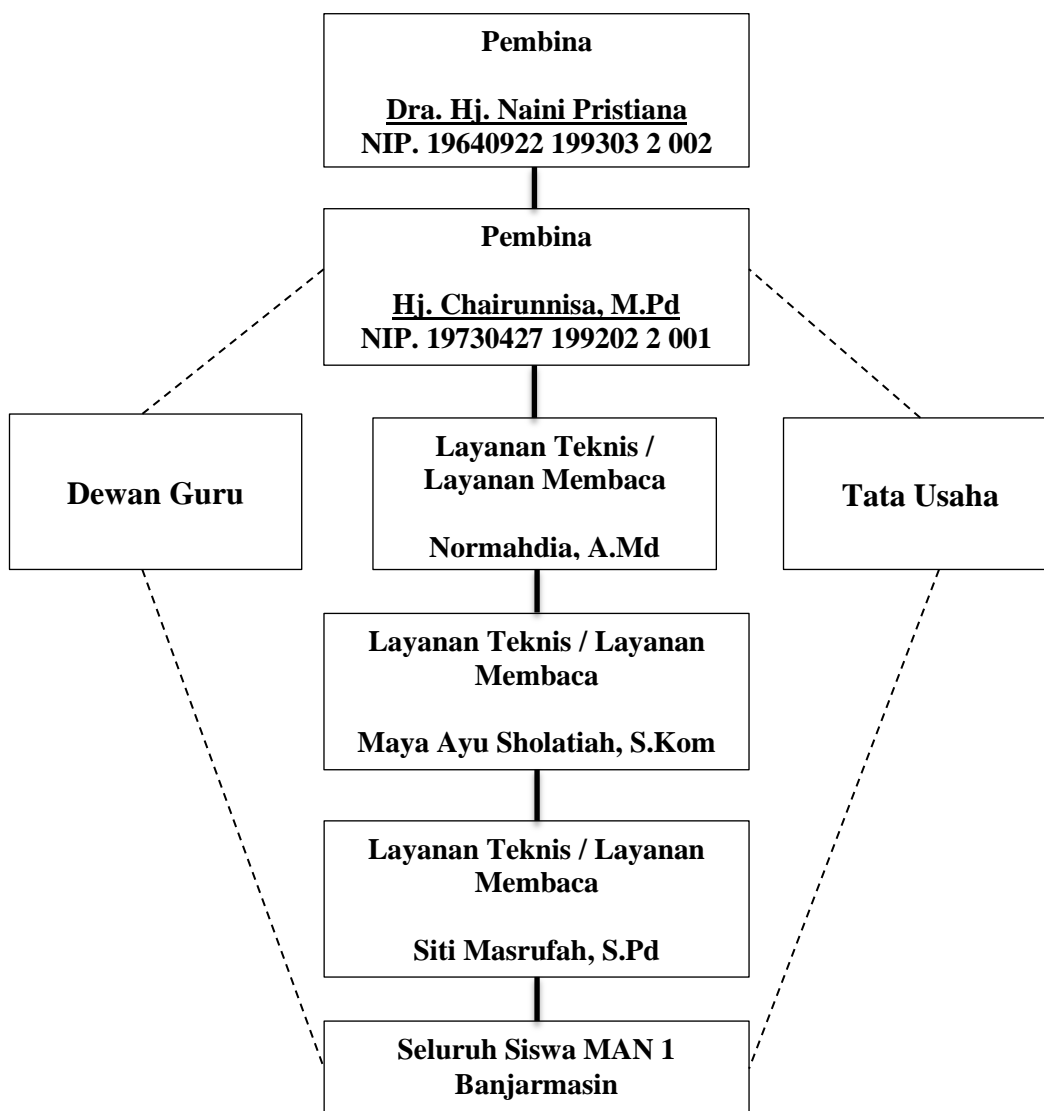 Pembina
Dra. Hj. Naini Pristiana
NIP. 19640922 199303 2 002
Pembina
Hj. Chairunnisa, M.Pd
NIP. 19730427 199202 2 001
Dewan Guru
Layanan Teknis /
Layanan Membaca
Normahdia, A.Md
Tata Usaha
Layanan Teknis / Layanan
Membaca
Maya Ayu Sholatiah, S.Kom
Layanan Teknis / Layanan
Membaca
Siti Masrufah, S.Pd
Seluruh Siswa MAN 1
Banjarmasin